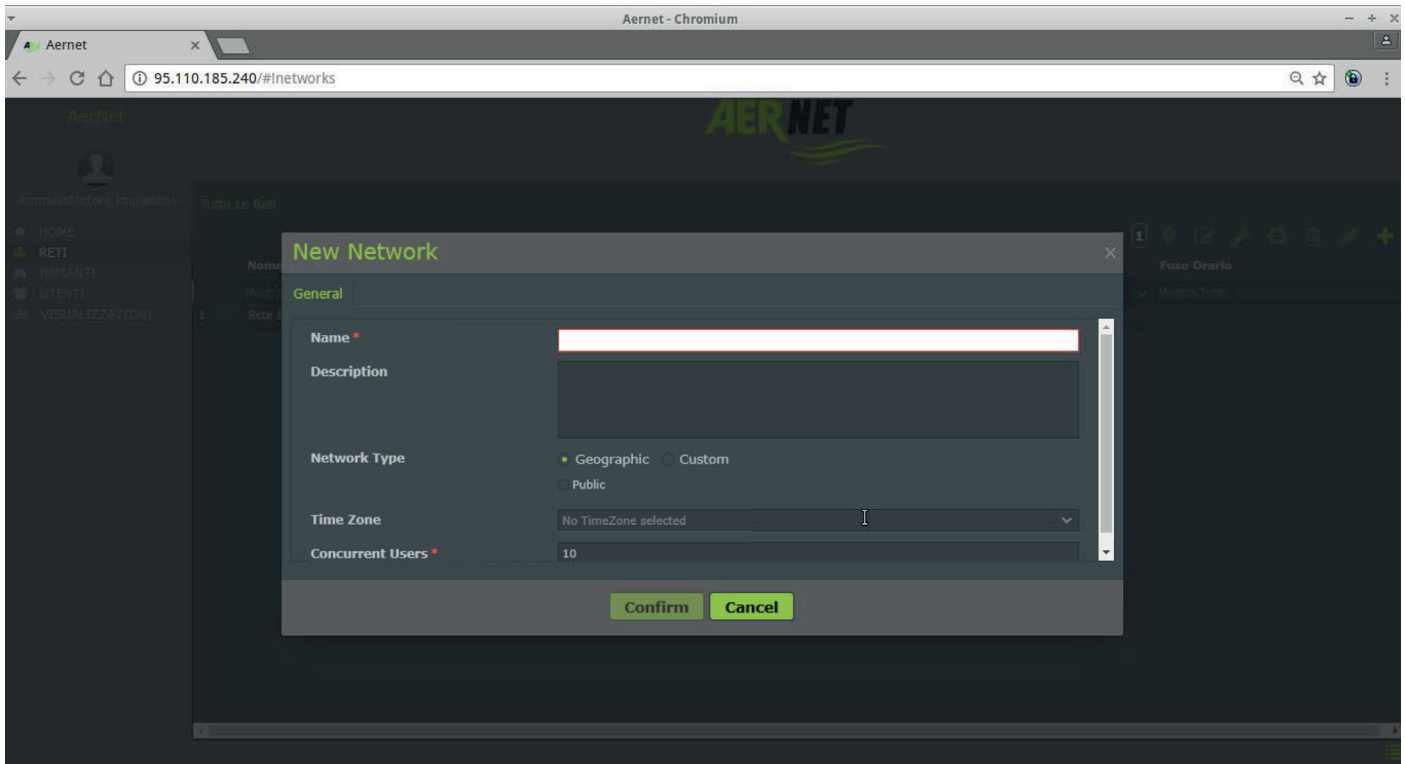 Aernet - Chromium
Aernet
95.110.185.240/#!networks
AerNet
AERNET
Amministratore Impianto
Tutte Le Reti
HOME
RETI
IMPIANTI
UTENTI
VISUALIZZAZIONI
1
Nome
Fuso Orario
Mostra Tutto
1 Rete
New Network
General
Name *
Description
Network Type
Geographic Custom
Public
Time Zone No TimeZone selected
Concurrent Users * 10
Confirm Cancel